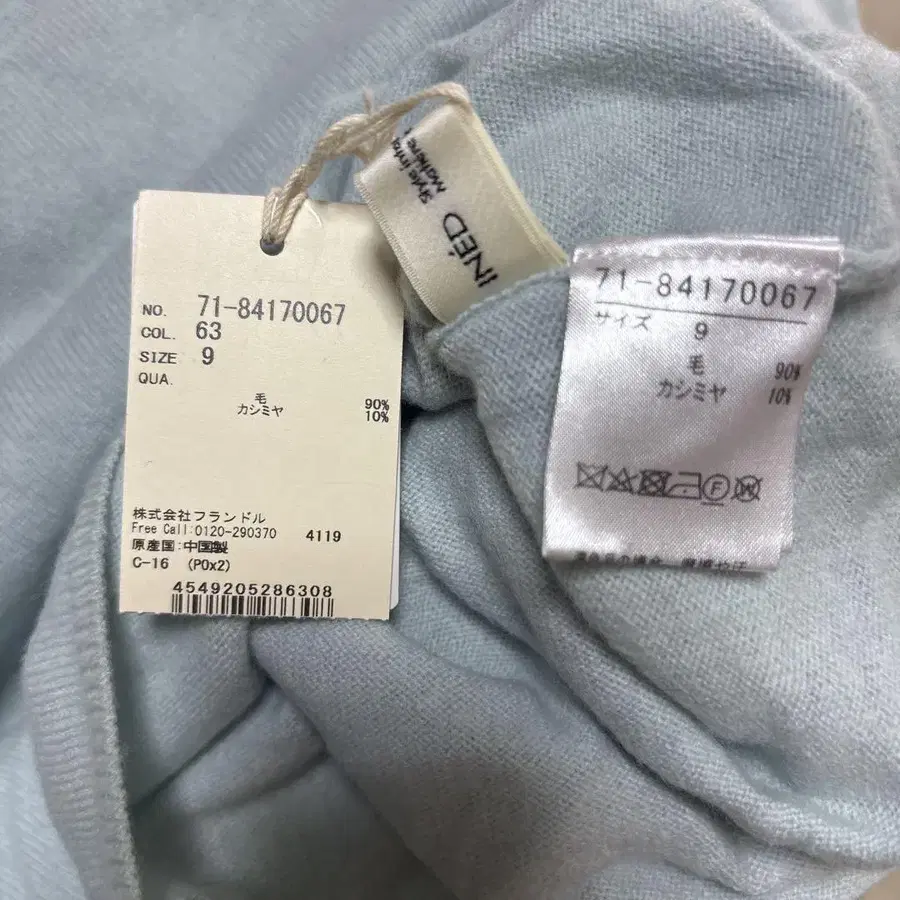 NO. 71-84170067
COL. 63
SIZE 9
QUA.
毛 90%
カシミヤ 10%
株式会社フランドル
Free Call:0120-290370 4119
原産国:中国製
C-16 (P0x2)
4549205286308
Style
INÉD
71-84170067
サイズ 9
毛 90%
カシミヤ 10%
F
W